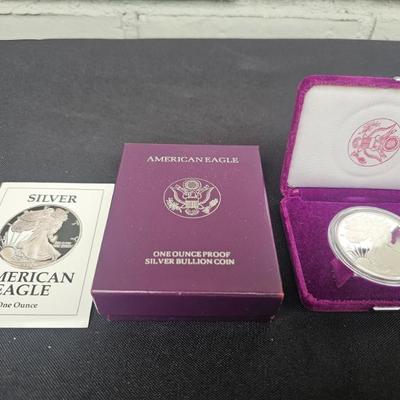 SILVER
AMERICAN
EAGLE
One Ounce
AMERICAN EAGLE
ONE OUNCE PROOF
SILVER BULLION COIN